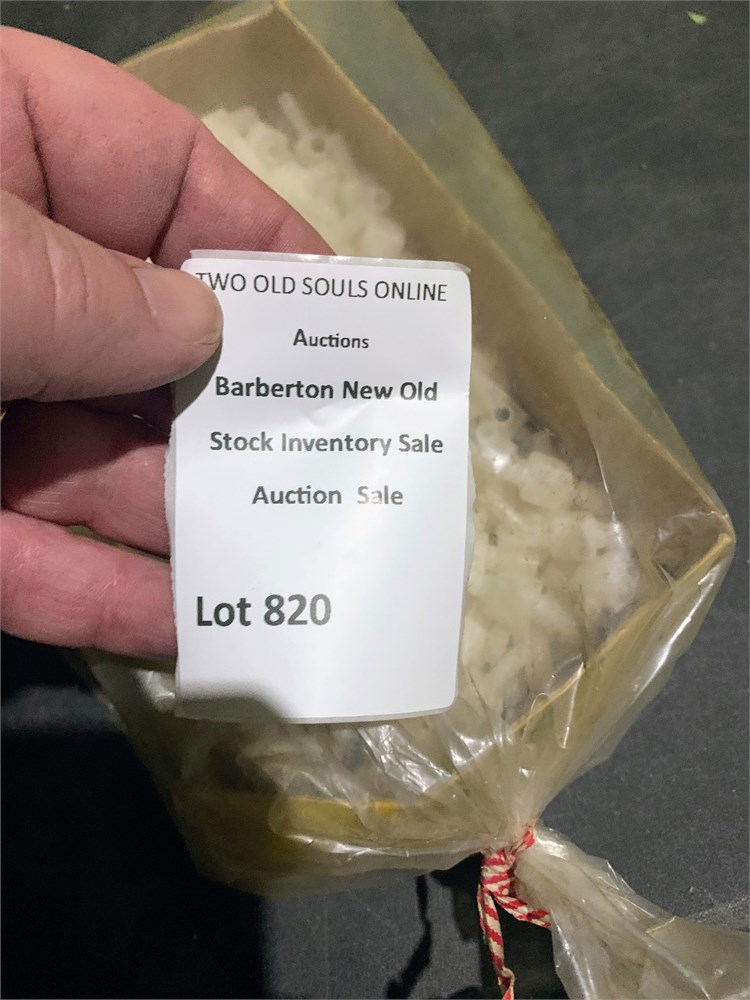 TWO OLD SOULS ONLINE
Auctions
Barberton New Old
Stock Inventory Sale
Auction Sale
Lot 820